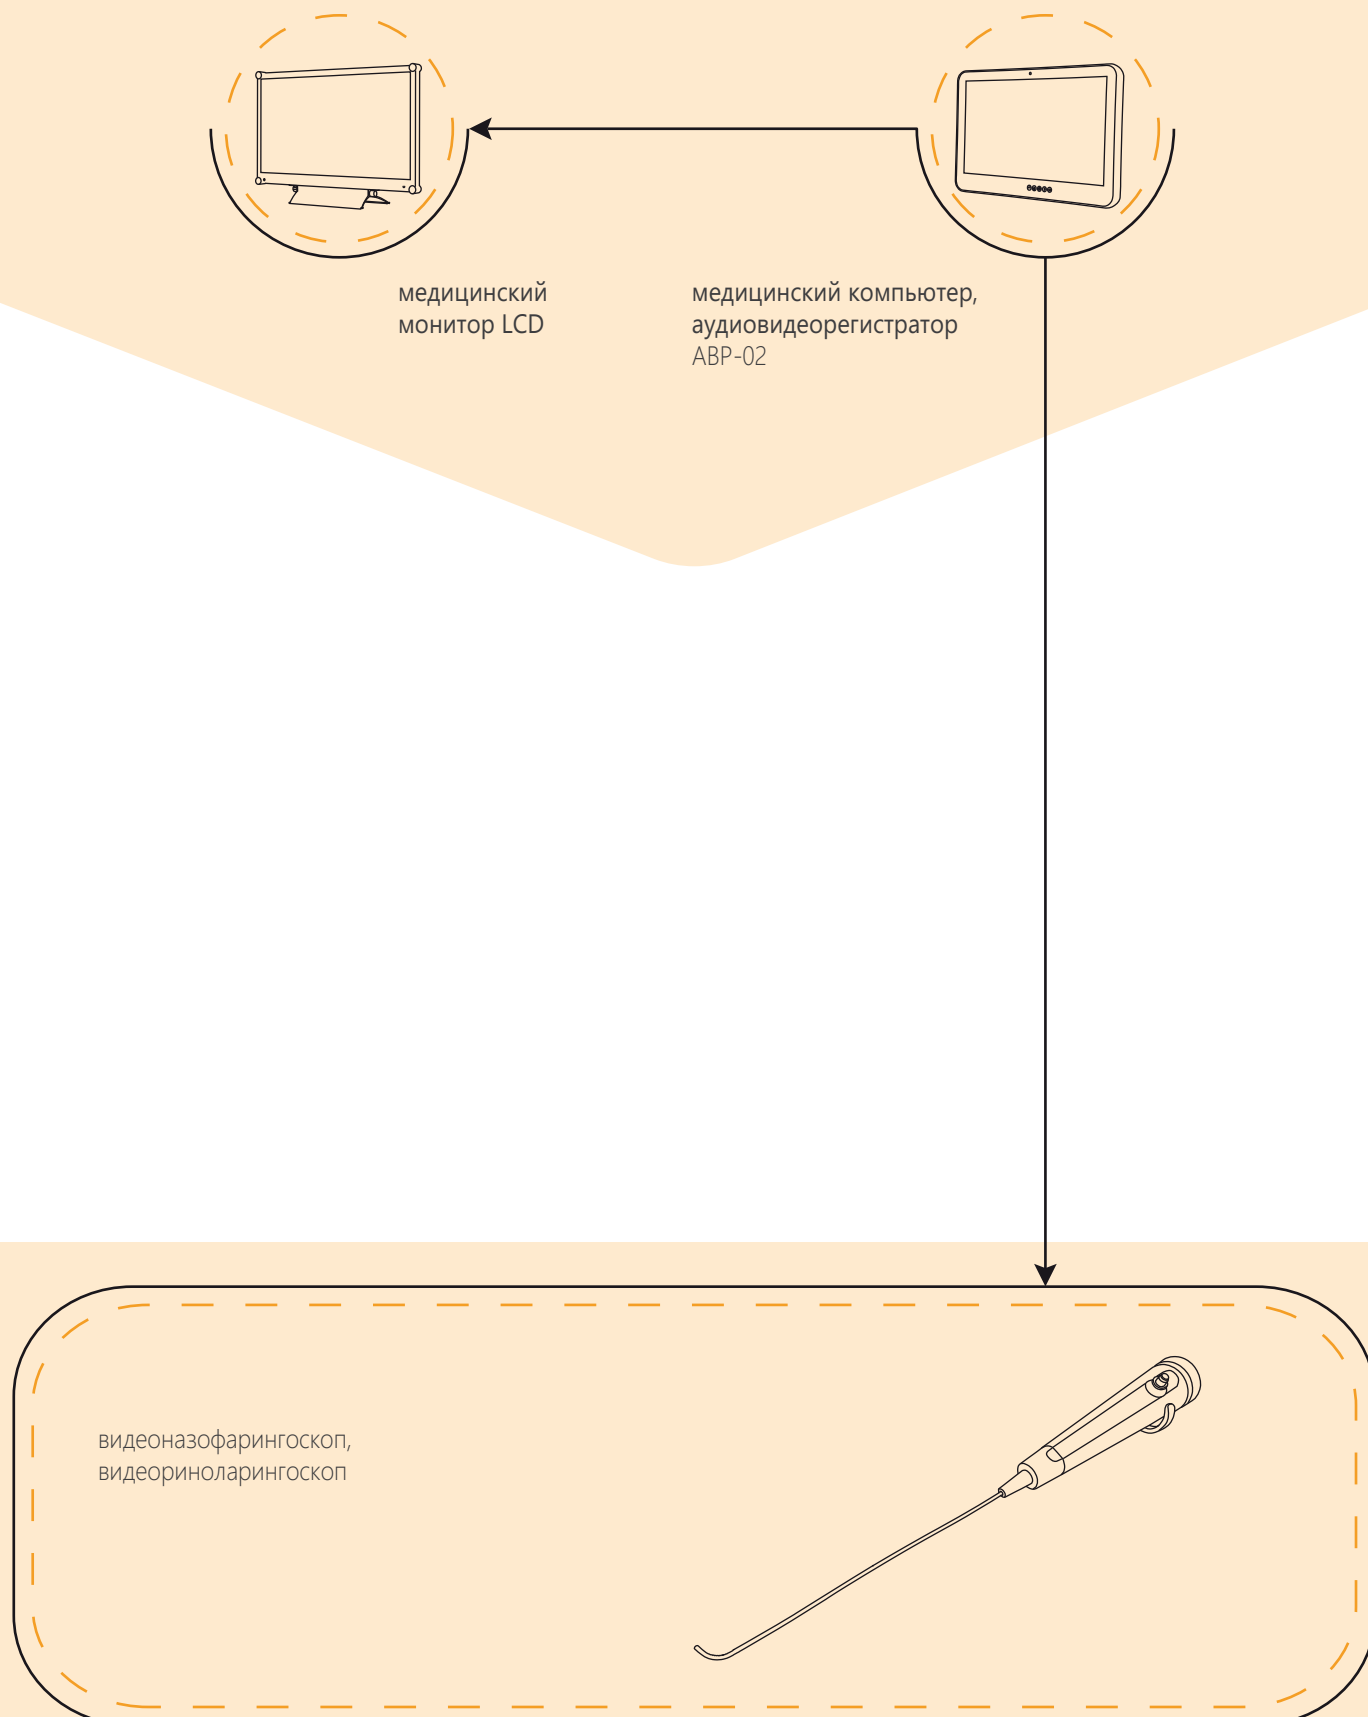 медицинский
монитор LCD
медицинский компьютер,
аудиовидеорегистратор
АВР-02
видеоназофарингоскоп,
видеориноларингоскоп